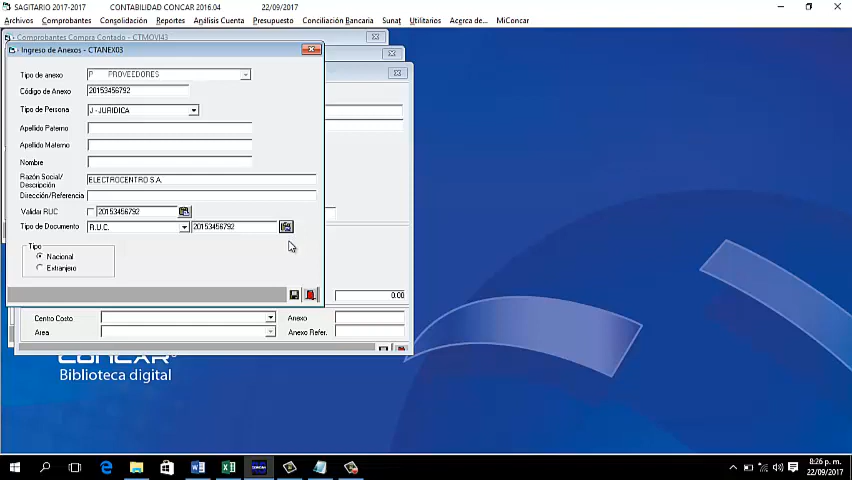 SAGITARIO 2017-2017 CONTABILIDAD CONCAR 2016.04 22/09/2017
Archivos Comprobantes Consolidación Reportes Análisis Cuenta Presupuesto Conciliación Bancaria Sunat Utilitarios Acerca de... MiConcar
Comprobantes Compra Contado - CTMOVI43
Ingreso de Anexos - CTANEX03
Tipo de anexo P PROVEEDORES
Código de Anexo 20153456792
Tipo de Persona J - JURIDICA
Apellido Paterno
Apellido Materno
Nombre
Razón Social/
Descripción ELECTROCENTRO S.A.
Dirección/Referencia
Validar RUC 20153456792
Tipo de Documento R.U.C. 20153456792
Tipo
Nacional
Extranjero
0.00
Centro Costo Anexo
Area Anexo Refer.
CONCAR
Biblioteca digital
8:26 p. m.
22/09/2017